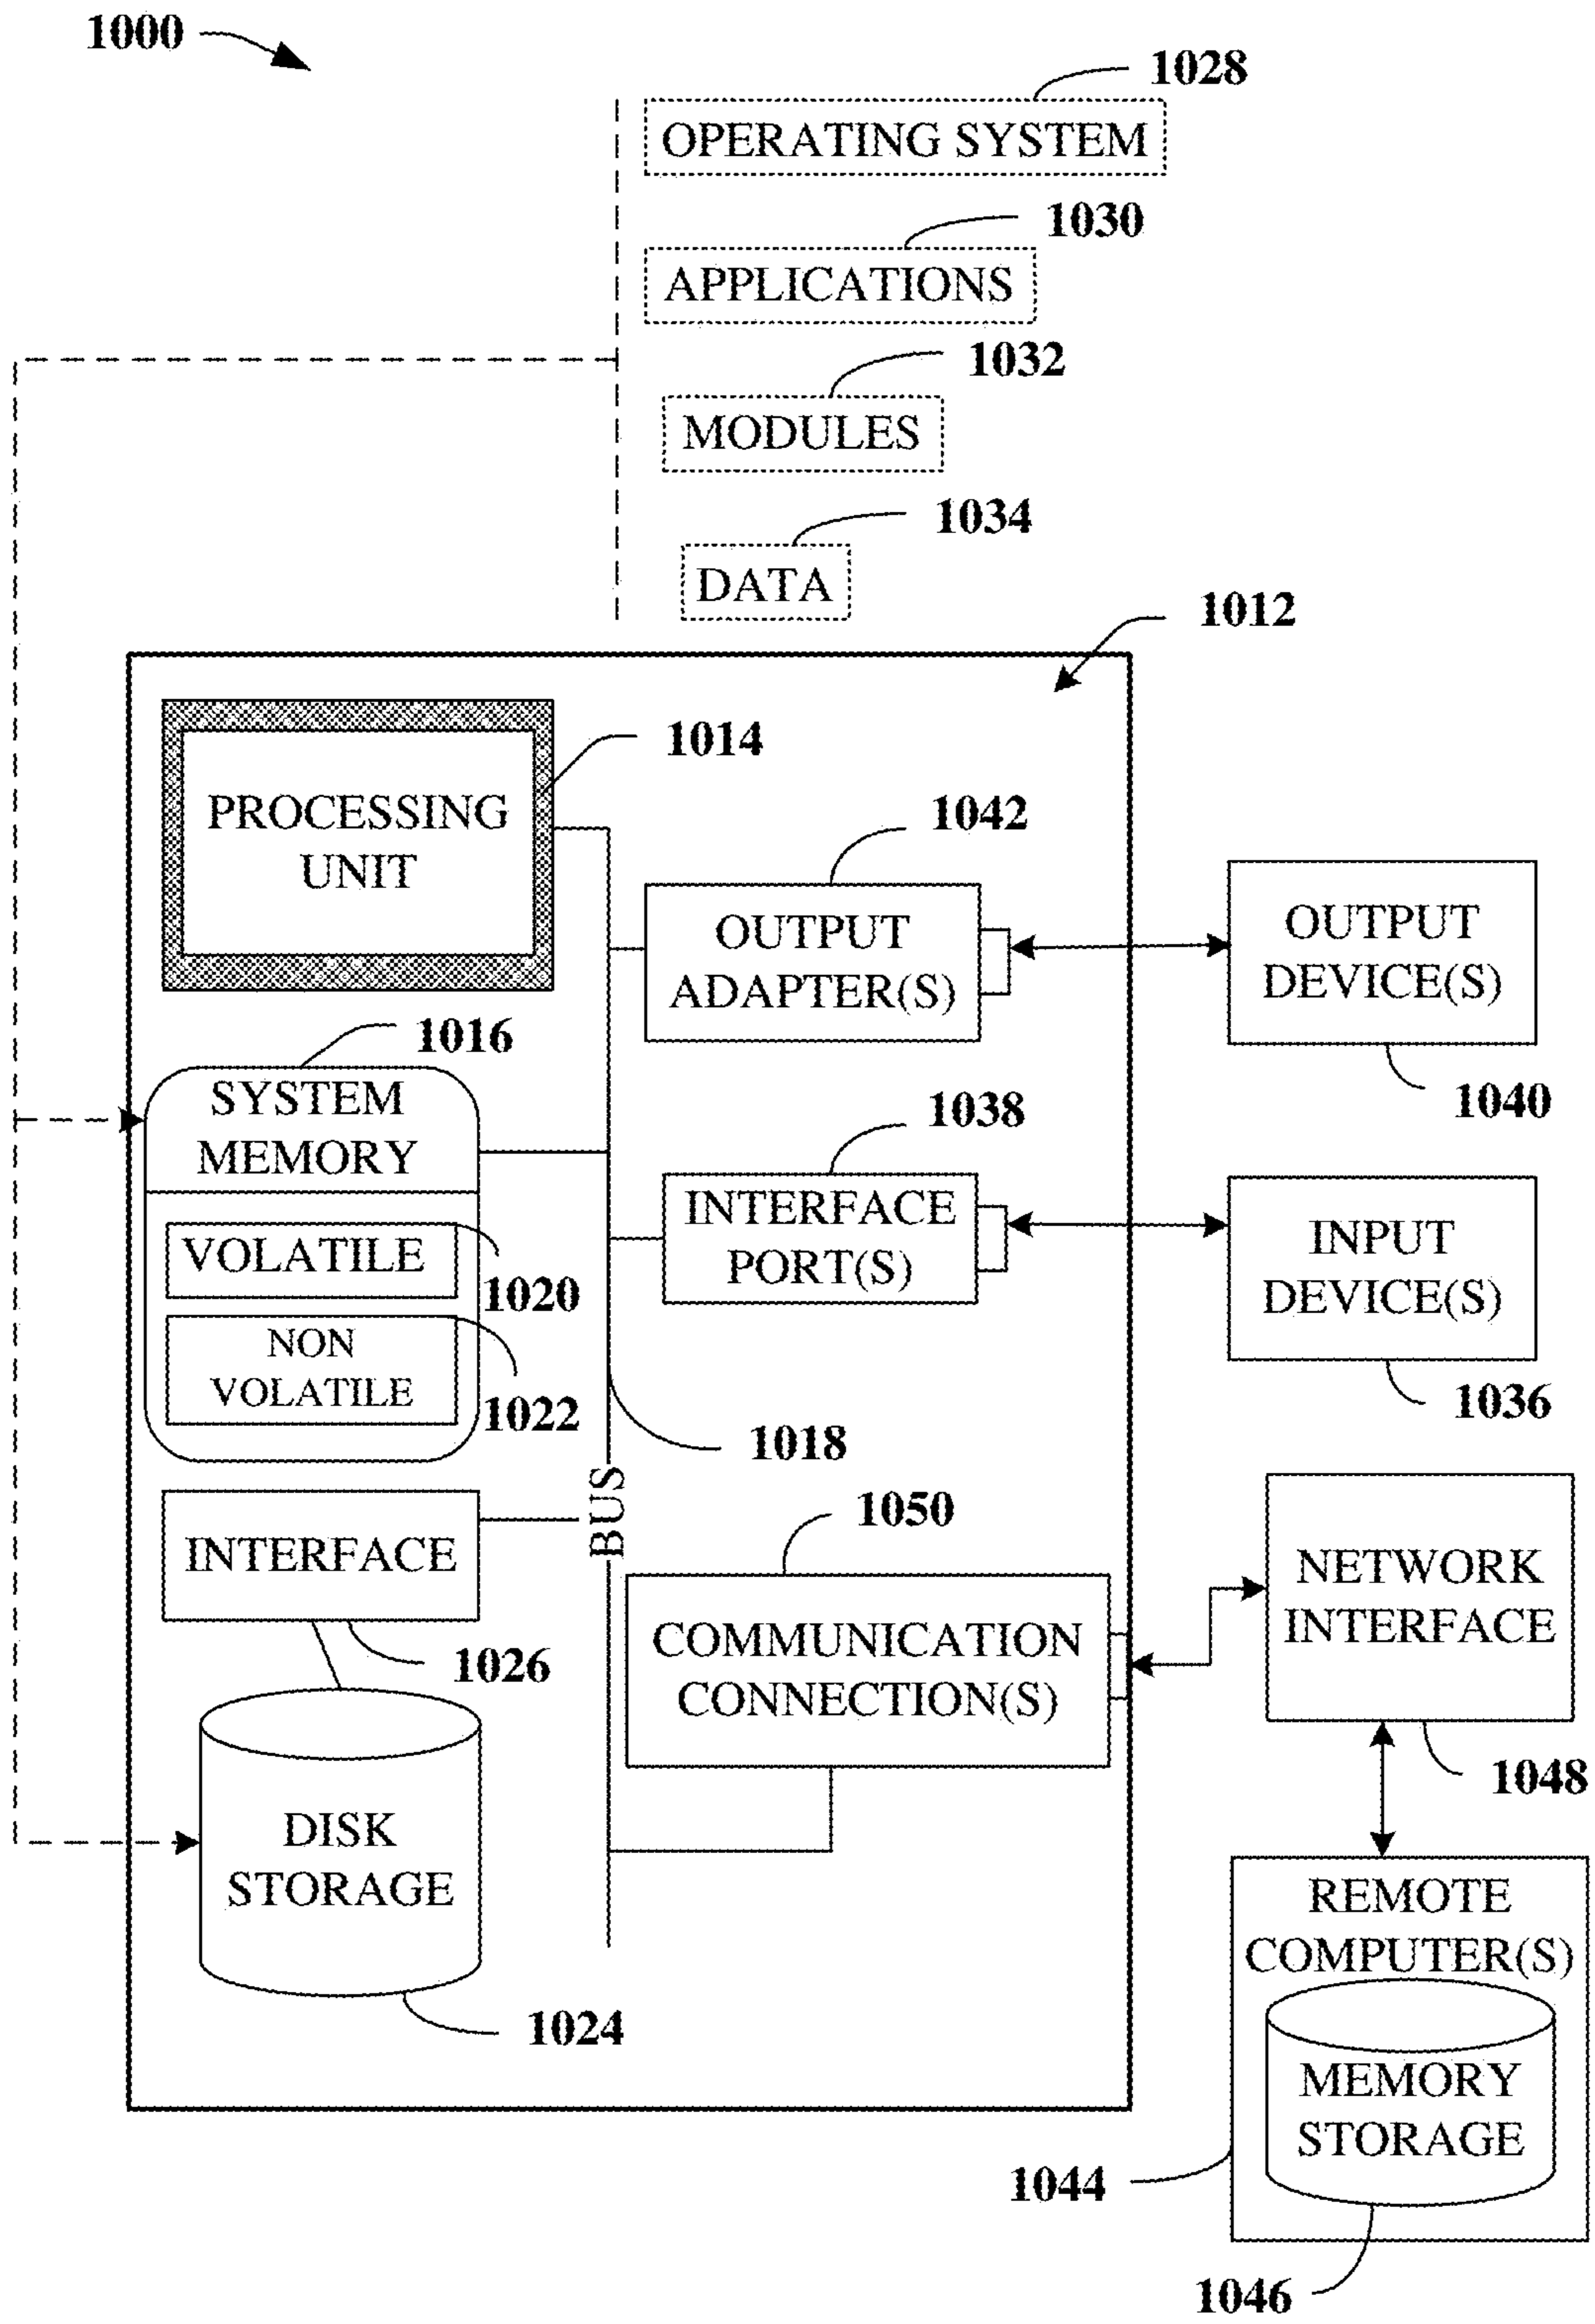 1000
1028
OPERATING SYSTEM
1030
APPLICATIONS
1032
MODULES
1034
DATA
1012
1014
PROCESSING
UNIT
1042
OUTPUT
ADAPTER(S)
OUTPUT
DEVICE(S)
1040
1016
SYSTEM
MEMORY
1038
INTERFACE
PORT(S)
INPUT
DEVICE(S)
1036
VOLATILE
1020
NON
VOLATILE
1022
1018
BUS
INTERFACE
1026
1050
COMMUNICATION
CONNECTION(S)
NETWORK
INTERFACE
1048
DISK
STORAGE
1024
REMOTE
COMPUTER(S)
MEMORY
STORAGE
1044
1046